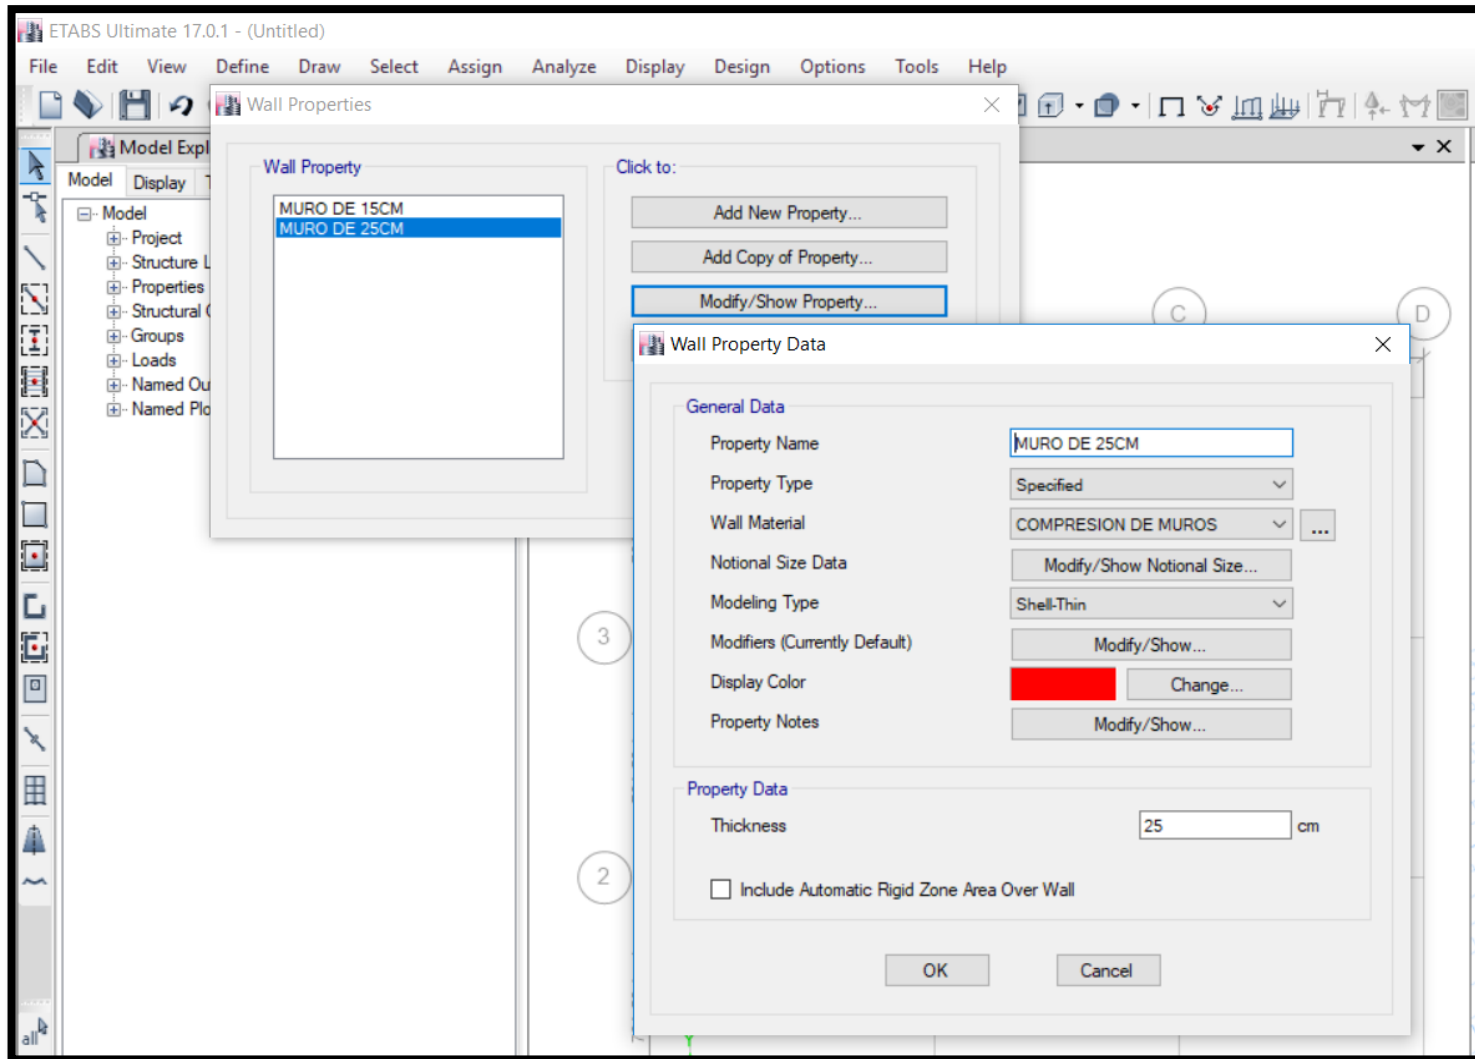 ETABS Ultimate 17.0.1 - (Untitled)
File Edit View Define Draw Select Assign Analyze Display Design Options Tools Help
Wall Properties
Model Expl
Model Display
Model
Project
Structure L
Properties
Structural
Groups
Loads
Named Ou
Named Plo
Wall Property
MURO DE 15CM
MURO DE 25CM
Click to:
Add New Property...
Add Copy of Property...
Modify/Show Property...
C
D
3
2
Wall Property Data
General Data
Property Name MURO DE 25CM
Property Type Specified
Wall Material COMPRESION DE MUROS ...
Notional Size Data Modify/Show Notional Size...
Modeling Type Shell-Thin
Modifiers (Currently Default) Modify/Show...
Display Color Change...
Property Notes Modify/Show...
Property Data
Thickness 25 cm
Include Automatic Rigid Zone Area Over Wall
OK Cancel
all
Y